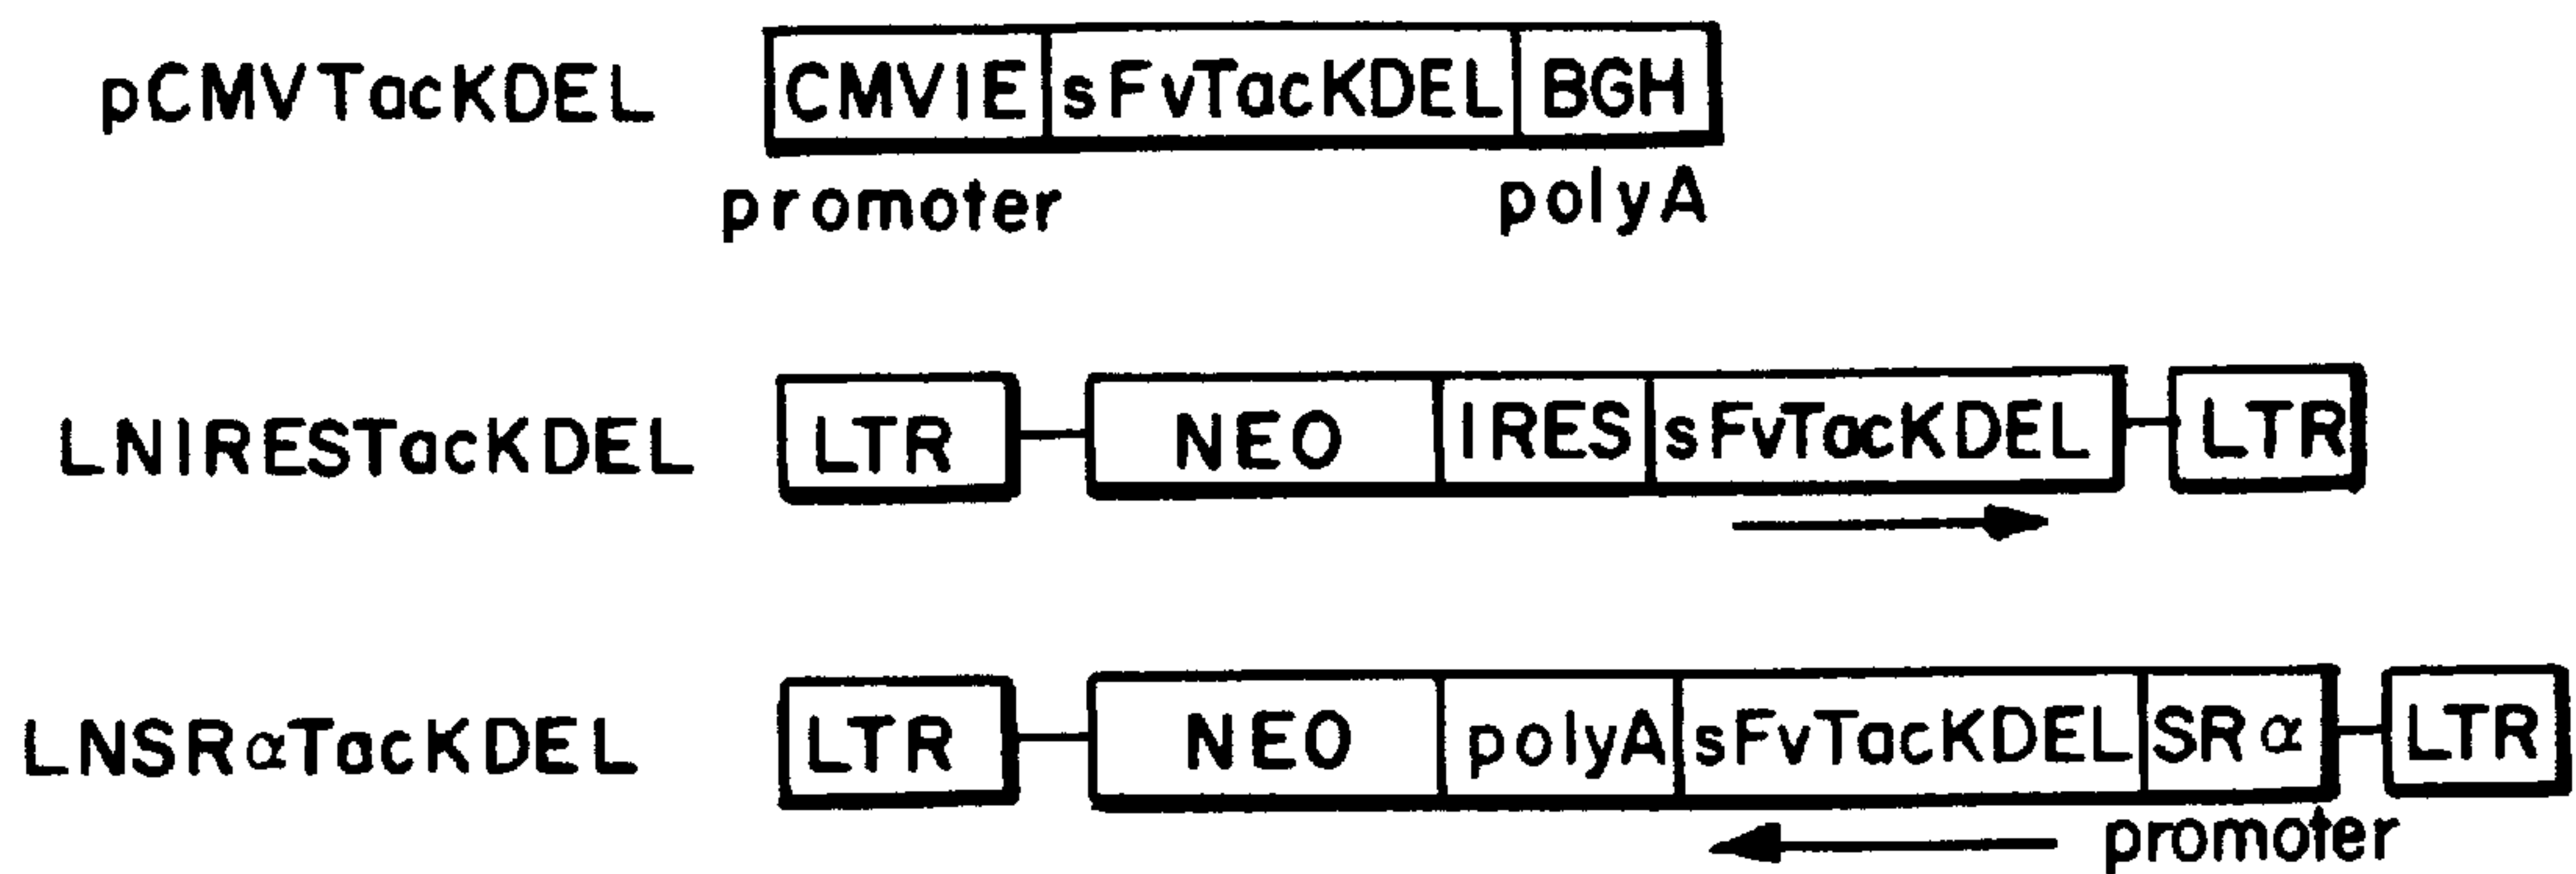 pCMVTacKDEL CMVIE sFvTacKDEL BGH
promoter polyA
LNIRESTacKDEL LTR NEO IRES sFvTacKDEL LTR
LNSRαTacKDEL LTR NEO polyA sFvTacKDEL SRα LTR
promoter